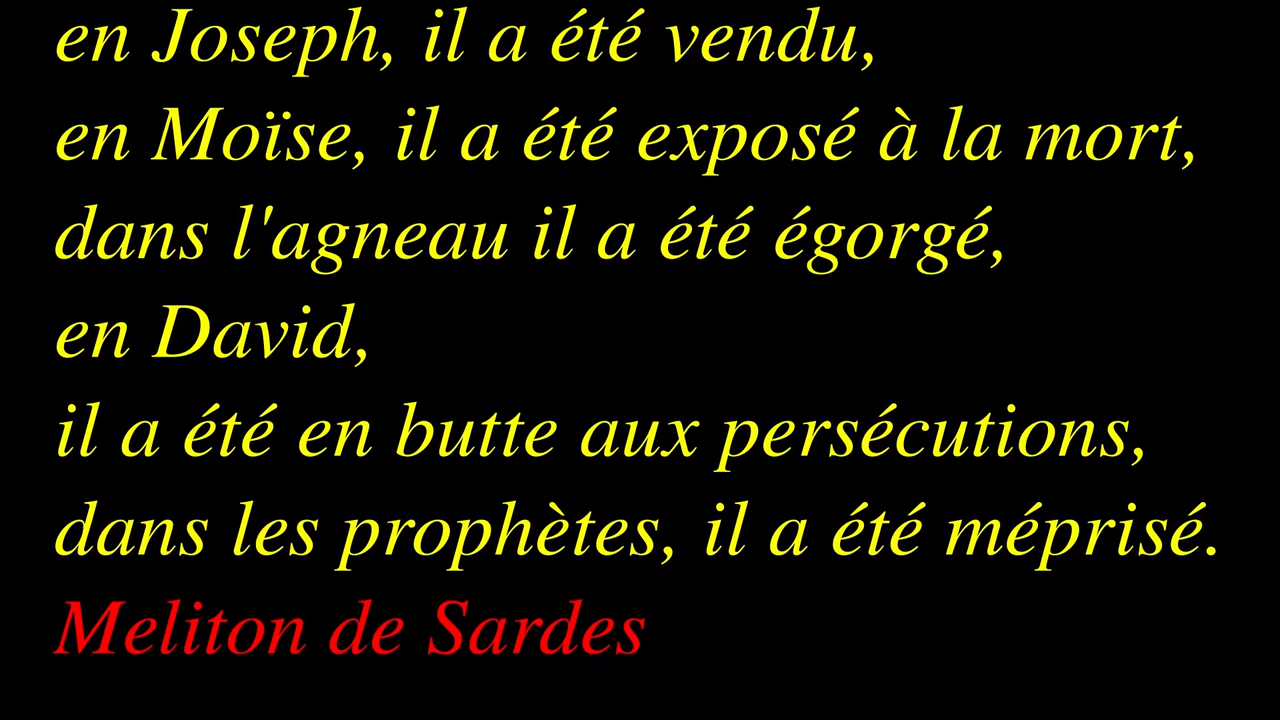 en Joseph, il a été vendu,
en Moïse, il a été exposé à la mort,
dans l'agneau il a été égorgé,
en David,
il a été en butte aux persécutions,
dans les prophètes, il a été méprisé.
Meliton de Sardes